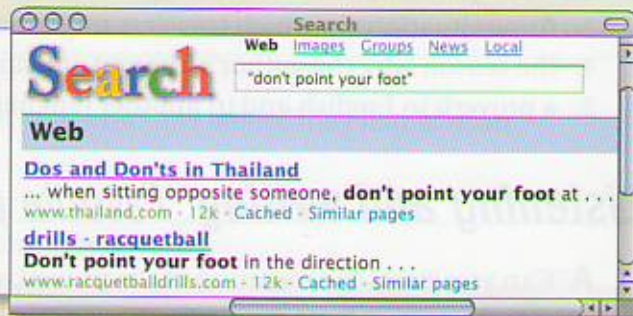 Search
Web Images Groups News Local
Search
"don't point your foot"
Web
Dos and Don'ts in Thailand
... when sitting opposite someone, don't point your foot at . . .
www.thailand.com - 12k - Cached - Similar pages
drills - racquetball
Don't point your foot in the direction . . .
www.racquetballdrills.com - 12k - Cached - Similar pages